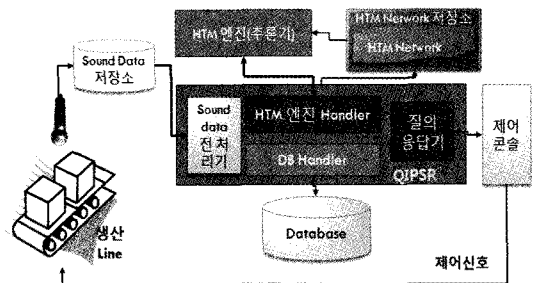 HTM 엔진(추론기)
HTM Network 저장소
HTM Network
Sound Data
저장소
Sound
data
전처
리기
HTM 엔진 Handler
DB Handler
질의
응답기
QIPSR
제어
콘솔
Database
생산
Line
제어신호